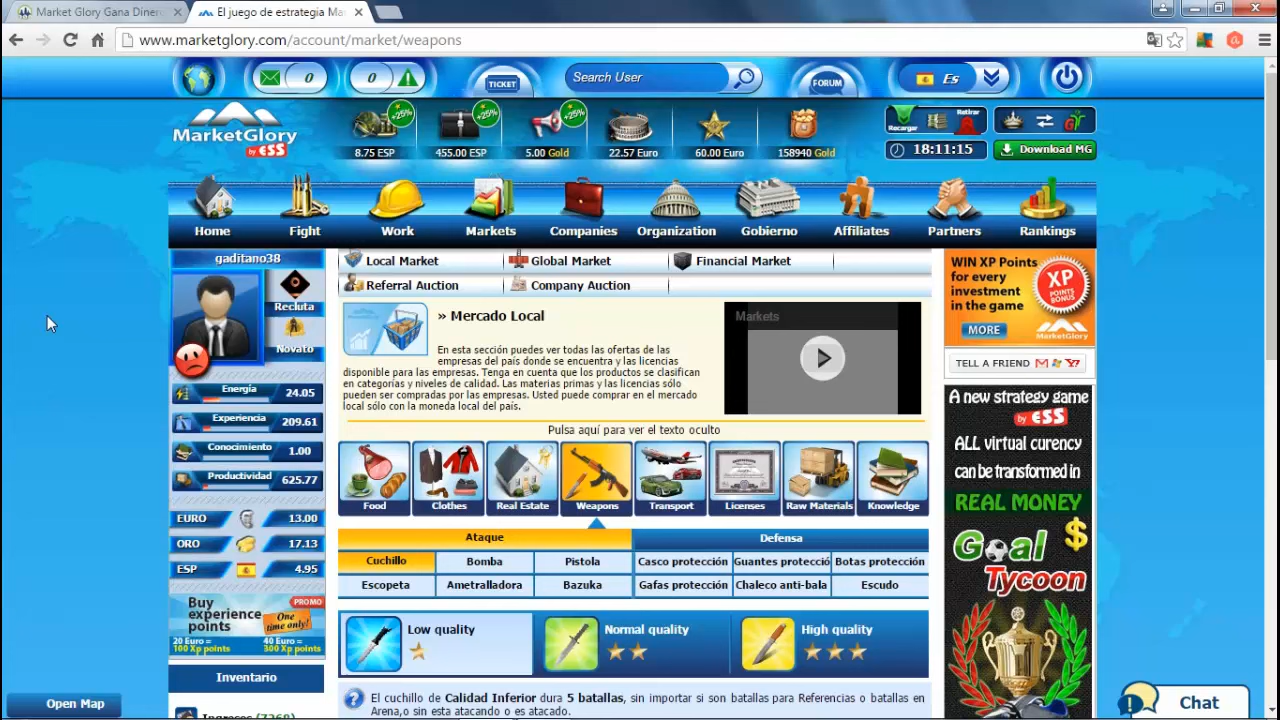 Market Glory Gana Dinero
El juego de estrategia Ma
www.marketglory.com/account/market/weapons
0
0
TICKET
Search User
FORUM
Es
MarketGlory
by ESS
+25%
+25%
+25%
8.75 ESP
455.00 ESP
5.00 Gold
22.57 Euro
60.00 Euro
158940 Gold
Recargar
Retirar
18:11:15
Download MG
Home
Fight
Work
Markets
Companies
Organization
Gobierno
Affiliates
Partners
Rankings
gaditano38
Recluta
Novato
Energía 24.05
Experiencia 209.61
Conocimiento 1.00
Productividad 625.77
EURO 13.00
ORO 17.13
ESP 4.95
Buy
experience
points
PROMO
One
time only!
20 Euro =
100 Xp points
40 Euro =
300 Xp points
Inventario
Ingreros (7268)
Open Map
Local Market
Global Market
Financial Market
Referral Auction
Company Auction
» Mercado Local
En esta sección puedes ver todas las ofertas de las
empresas del país donde se encuentra y las licencias
disponible para las empresas. Tenga en cuenta que los productos se clasifican
en categorías y niveles de calidad. Las materias primas y las licencias sólo
pueden ser compradas por las empresas. Usted puede comprar en el mercado
local sólo con la moneda local del país.
Markets
Pulsa aquí para ver el texto oculto
Food
Clothes
Real Estate
Weapons
Transport
Licenses
Raw Materials
Knowledge
Ataque
Defensa
Cuchillo
Bomba
Pistola
Casco protección
Guantes protecció
Botas protección
Escopeta
Ametralladora
Bazuka
Gafas protección
Chaleco anti-bala
Escudo
Low quality
Normal quality
High quality
El cuchillo de Calidad Inferior dura 5 batallas, sin importar si son batallas para Referencias o batallas en
Arena,o si esta atacando o es atacado.
WIN XP Points
for every
investment
in the game
XP
POINTS
BONUS
MORE
MarketGlory
TELL A FRIEND
A new strategy game
by ESS
ALL virtual curency
can be transformed in
REAL MONEY
Goal $
Tycoon
Chat